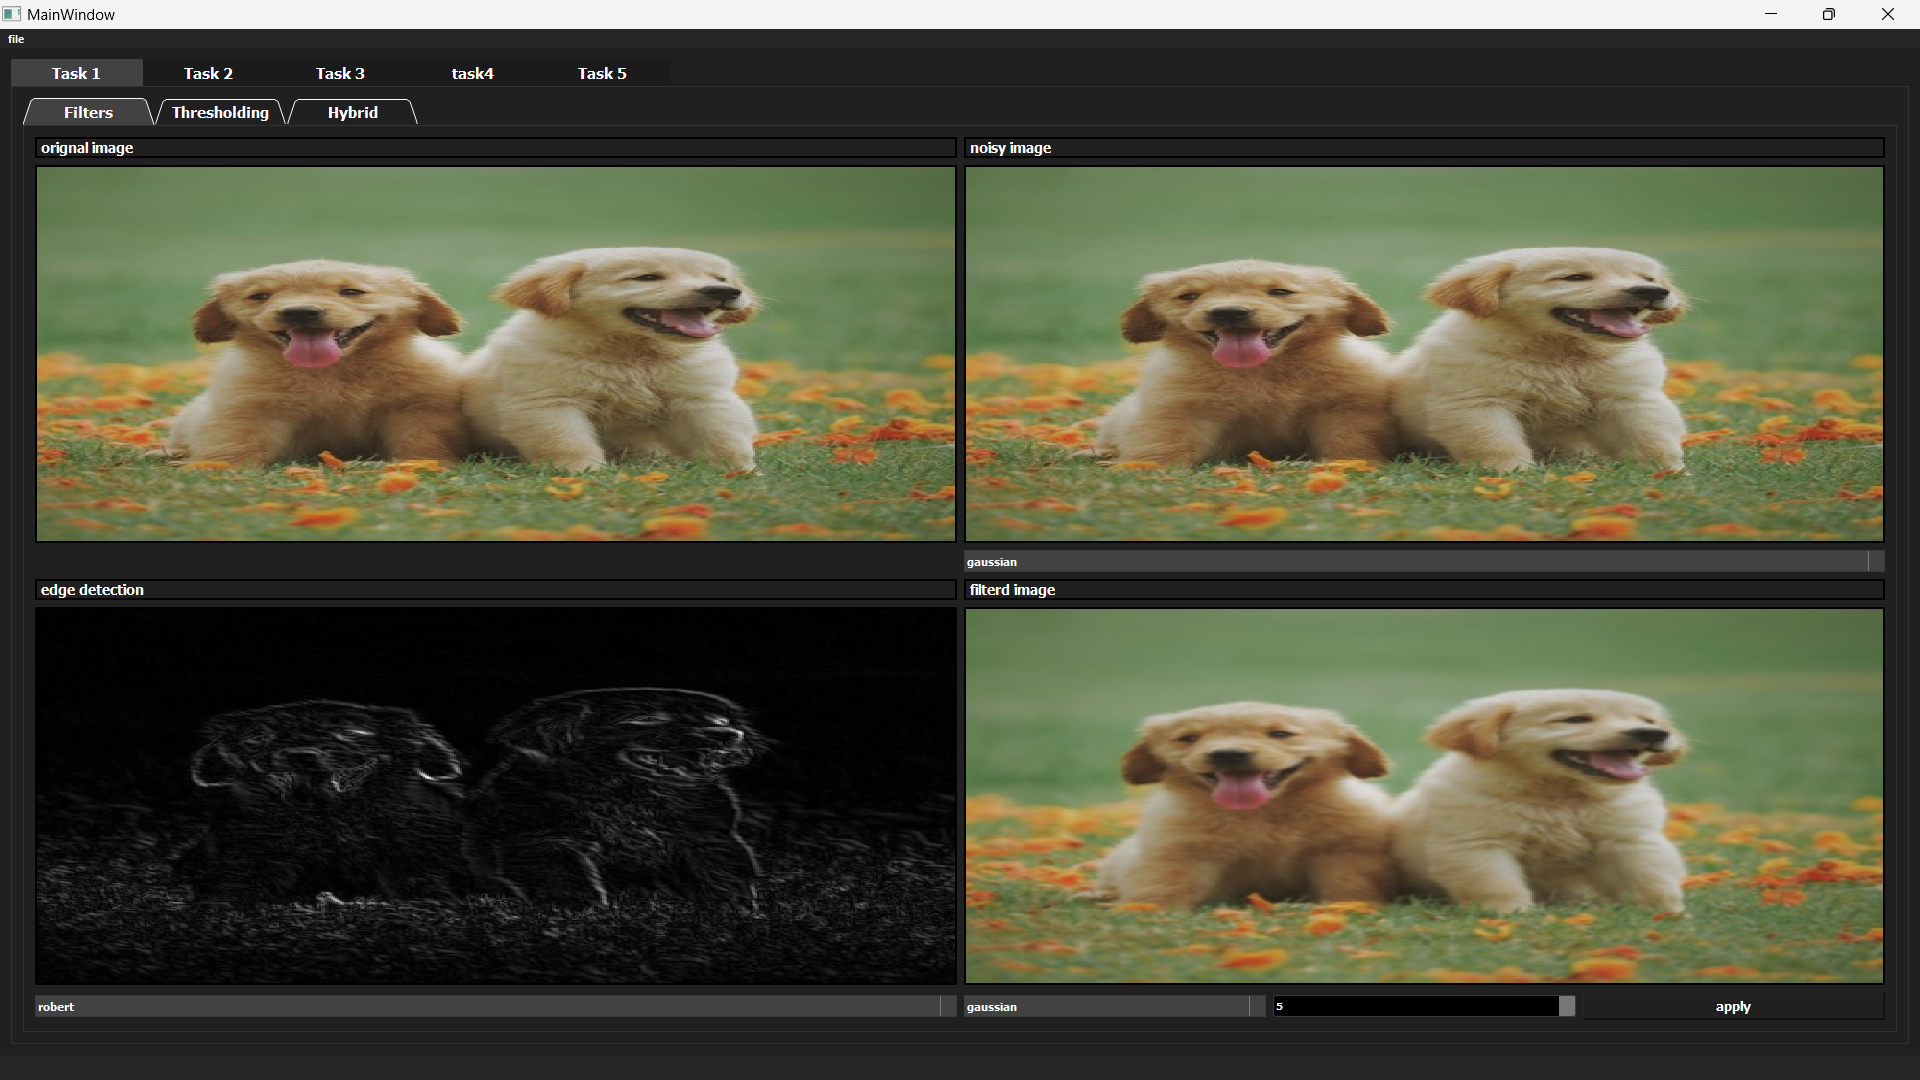 MainWindow
file
Task 1 Task 2 Task 3 task4 Task 5
Filters Thresholding Hybrid
orignal image
noisy image
gaussian
edge detection
filterd image
robert
gaussian 5 apply